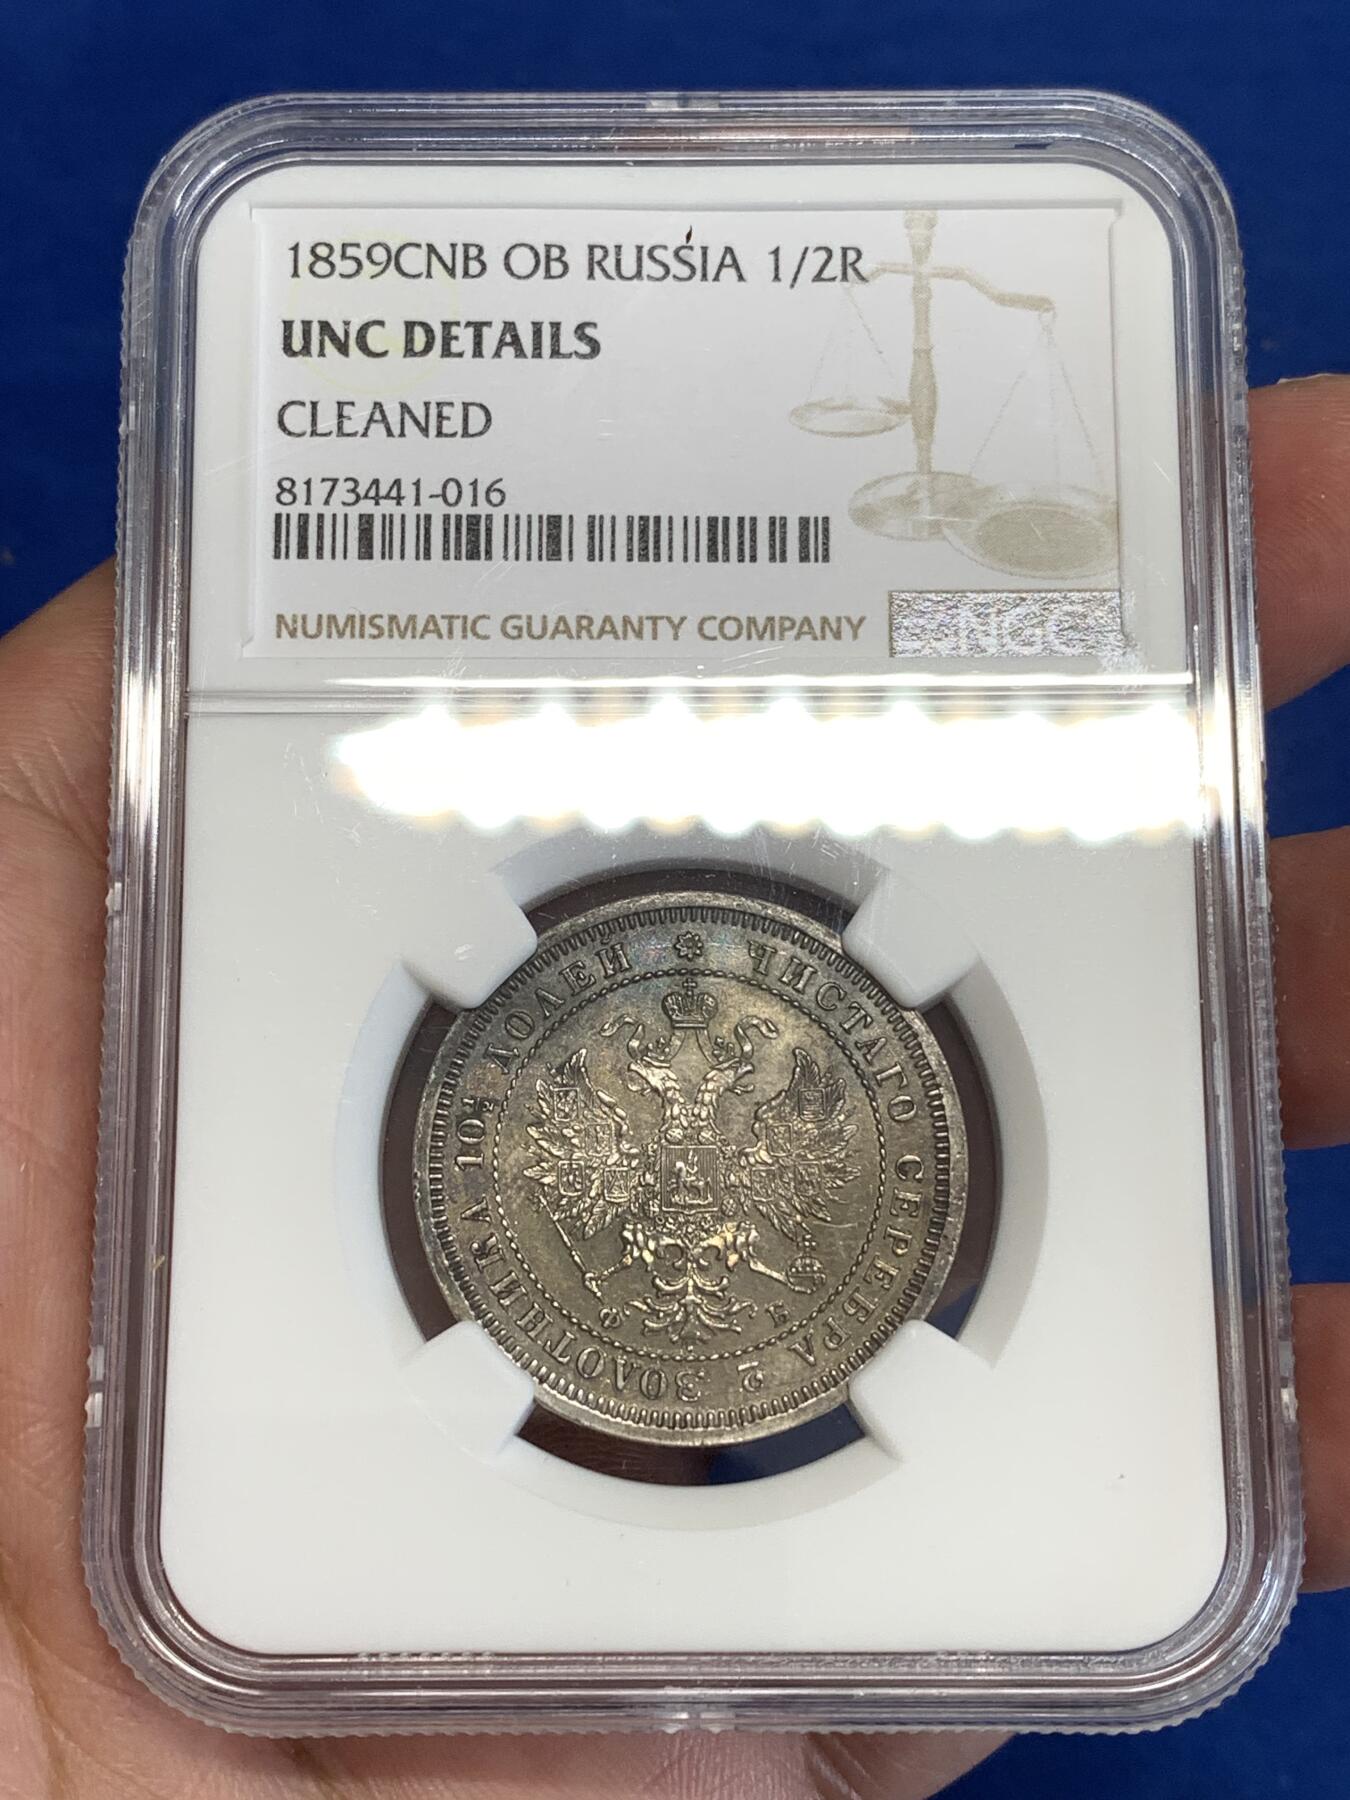 1859CNB OB RUSSIA 1/2R
UNC DETAILS
CLEANED
8173441-016
NUMISMATIC GUARANTY COMPANY
NGC
ЧИСТАГО СЕРЕБРА 2 ЗОЛОТНИКА 10½ ДОЛЕЙ
Ф Б